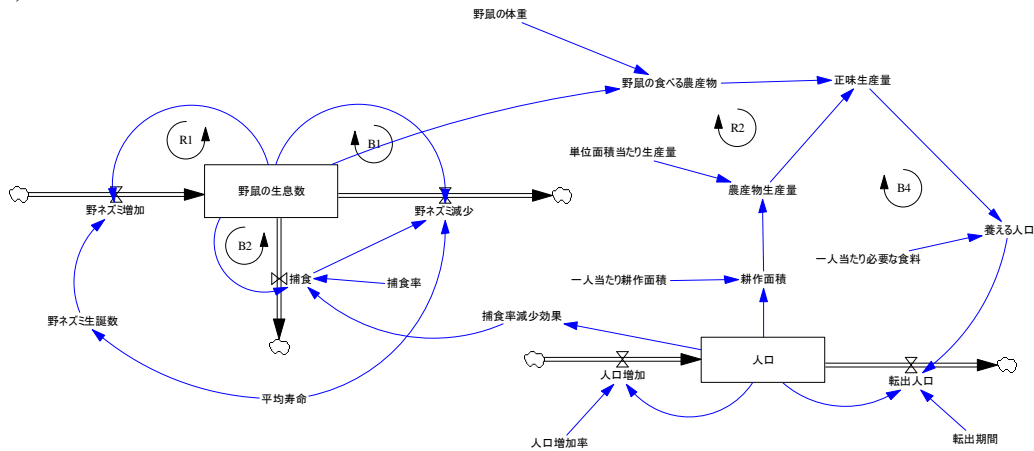 野鼠の体重
野鼠の食べる農産物
正味生産量
R1
B1
R2
単位面積当たり生産量
農産物生産量
野鼠の生息数
B4
野ネズミ増加
野ネズミ減少
養える人口
B2
一人当たり必要な食料
捕食
捕食率
一人当たり耕作面積
耕作面積
野ネズミ生誕数
捕食率減少効果
人口
人口増加
転出人口
平均寿命
人口増加率
転出期間